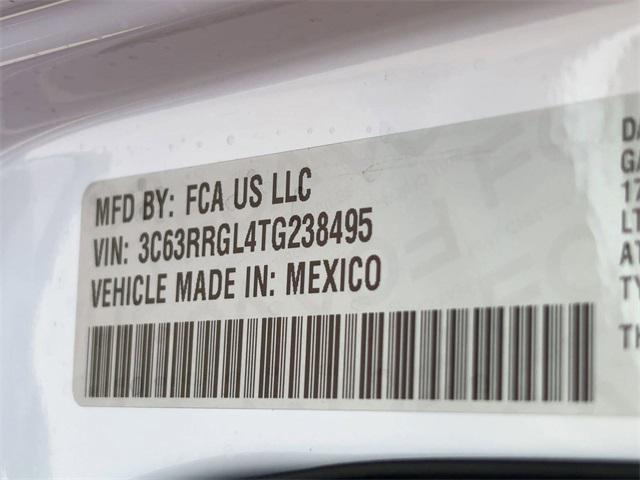 MFD BY: FCA US LLC
VIN: 3C63RRGL4TG238495
VEHICLE MADE IN: MEXICO